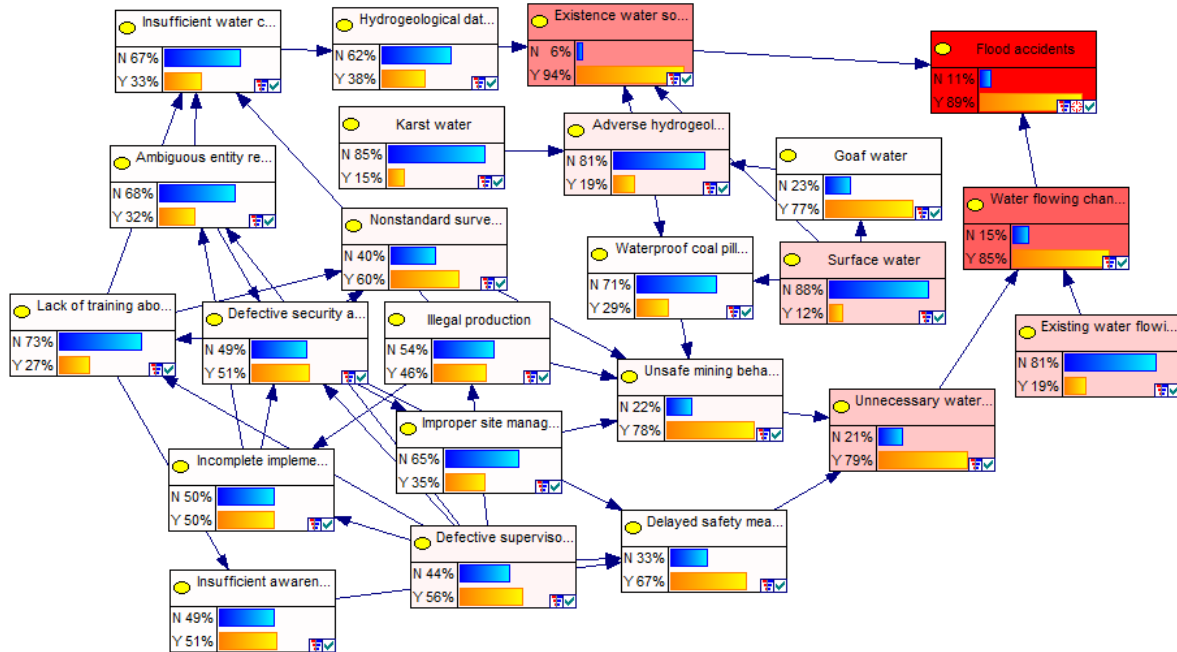 Insufficient water c...
N 67%
Y 33%
Hydrogeological dat...
N 62%
Y 38%
Existence water so...
N 6%
Y 94%
Flood accidents
N 11%
Y 89%
Karst water
N 85%
Y 15%
Adverse hydrogeol...
N 81%
Y 19%
Goaf water
N 23%
Y 77%
Ambiguous entity re...
N 68%
Y 32%
Water flowing chan...
N 15%
Y 85%
Nonstandard surve...
N 40%
Y 60%
Waterproof coal pill...
N 71%
Y 29%
Surface water
N 88%
Y 12%
Lack of training abo...
N 73%
Y 27%
Defective security a...
N 49%
Y 51%
Illegal production
N 54%
Y 46%
Existing water flowi...
N 81%
Y 19%
Unsafe mining beha...
N 22%
Y 78%
Unnecessary water...
N 21%
Y 79%
Improper site manag...
N 65%
Y 35%
Incomplete impleme...
N 50%
Y 50%
Delayed safety mea...
N 33%
Y 67%
Defective superviso...
N 44%
Y 56%
Insufficient awaren...
N 49%
Y 51%